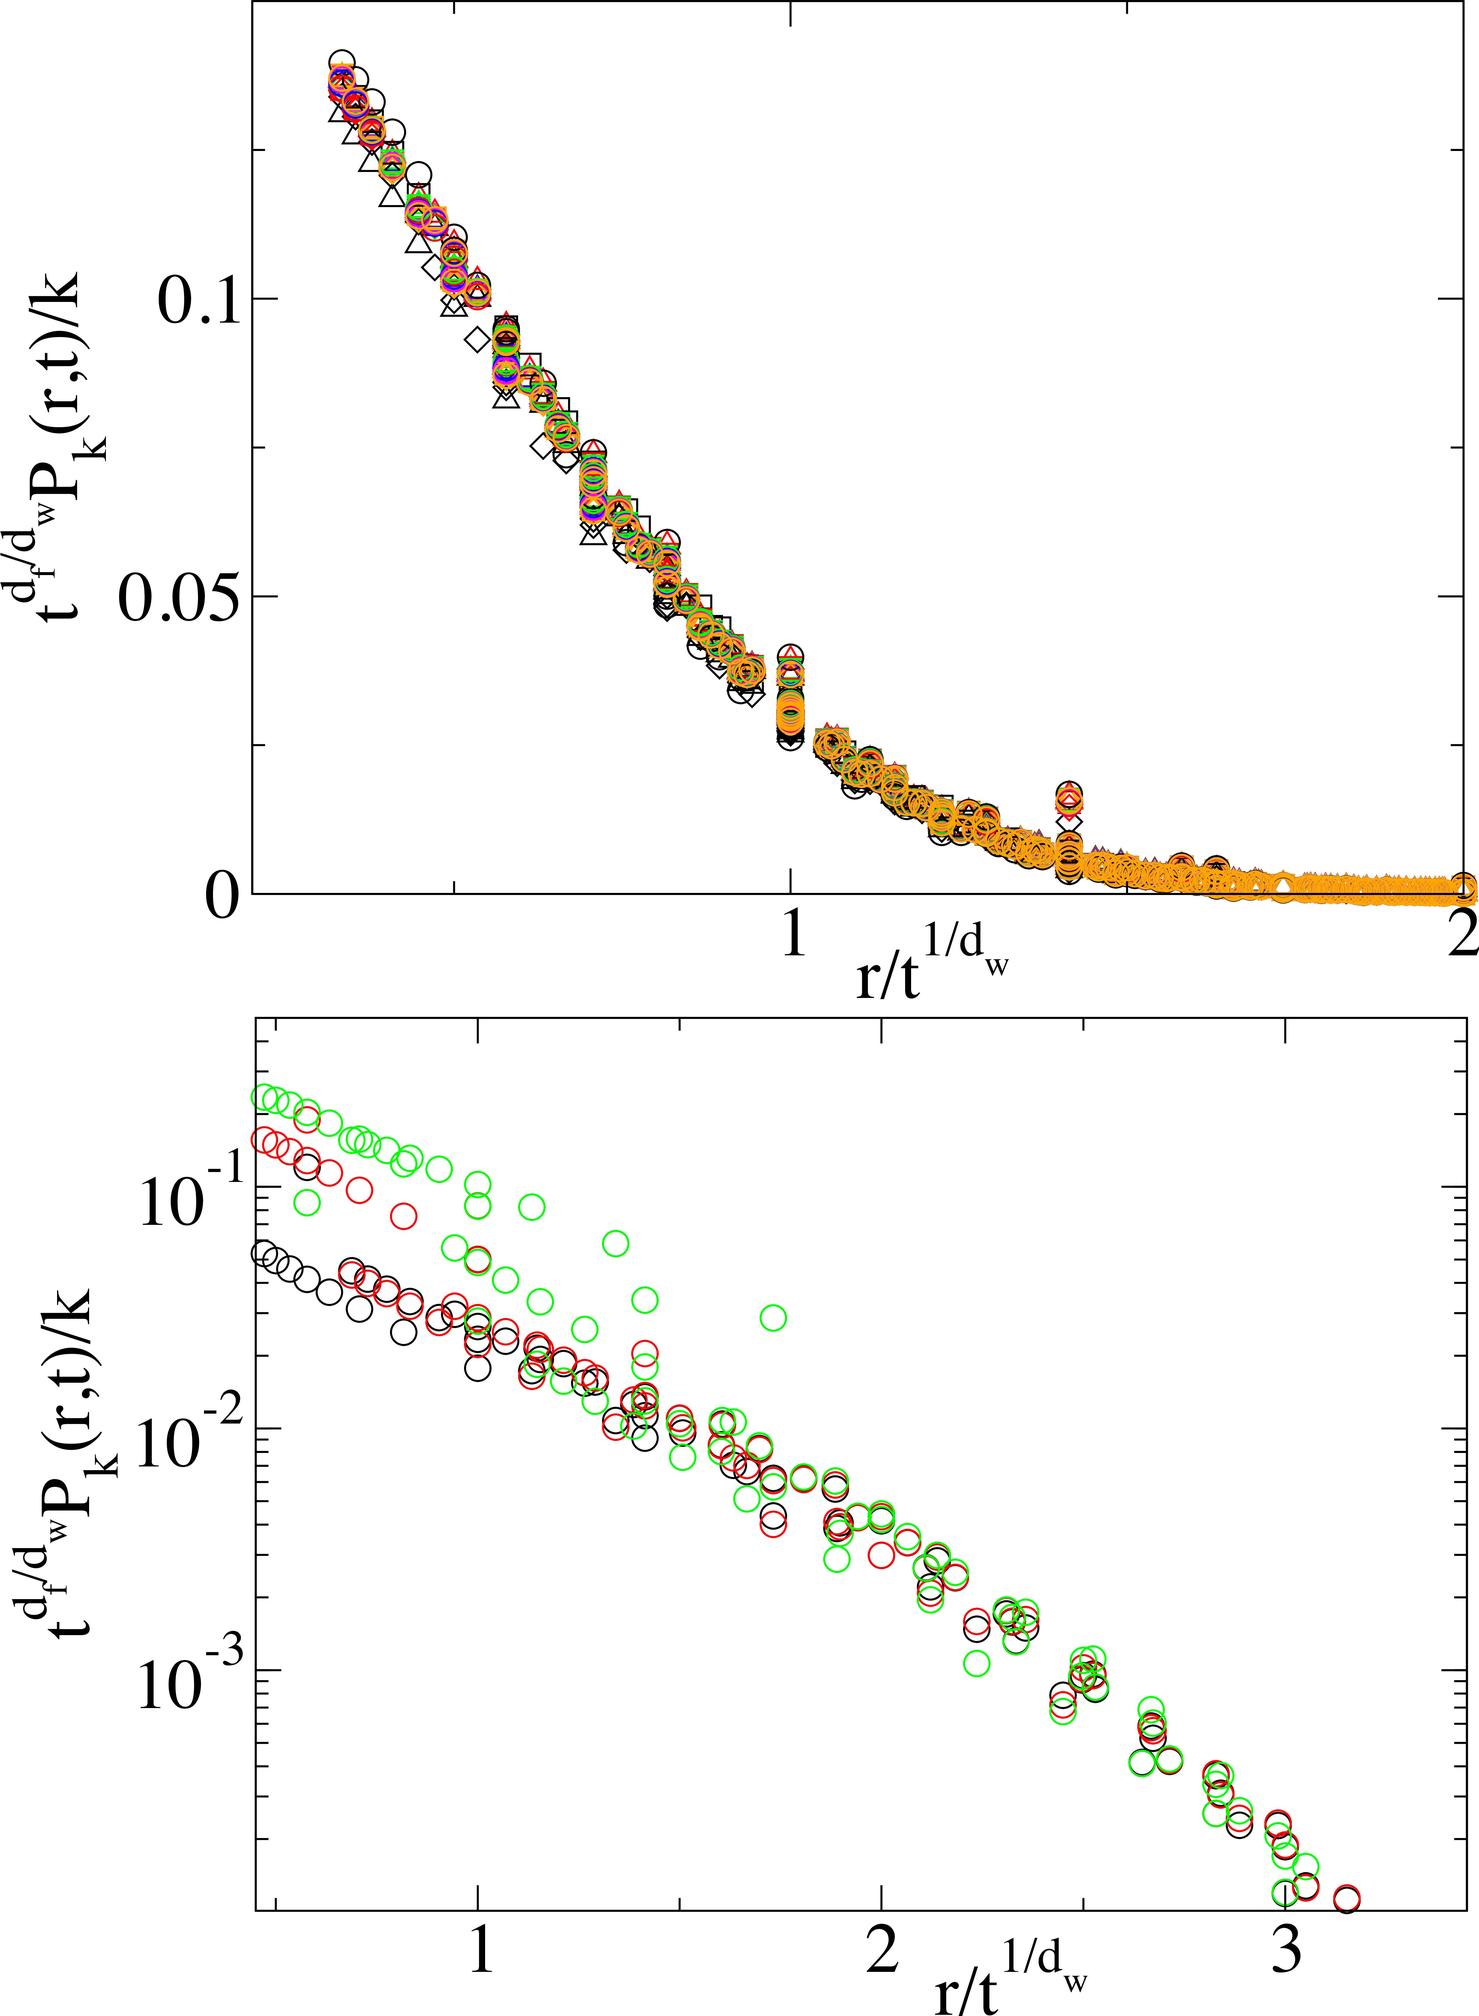 t^{d_f/d_w}P_k(r,t)/k
0.1
0.05
0
1
2
r/t^{1/d_w}
t^{d_f/d_w}P_k(r,t)/k
10^{-1}
10^{-2}
10^{-3}
1
2
3
r/t^{1/d_w}